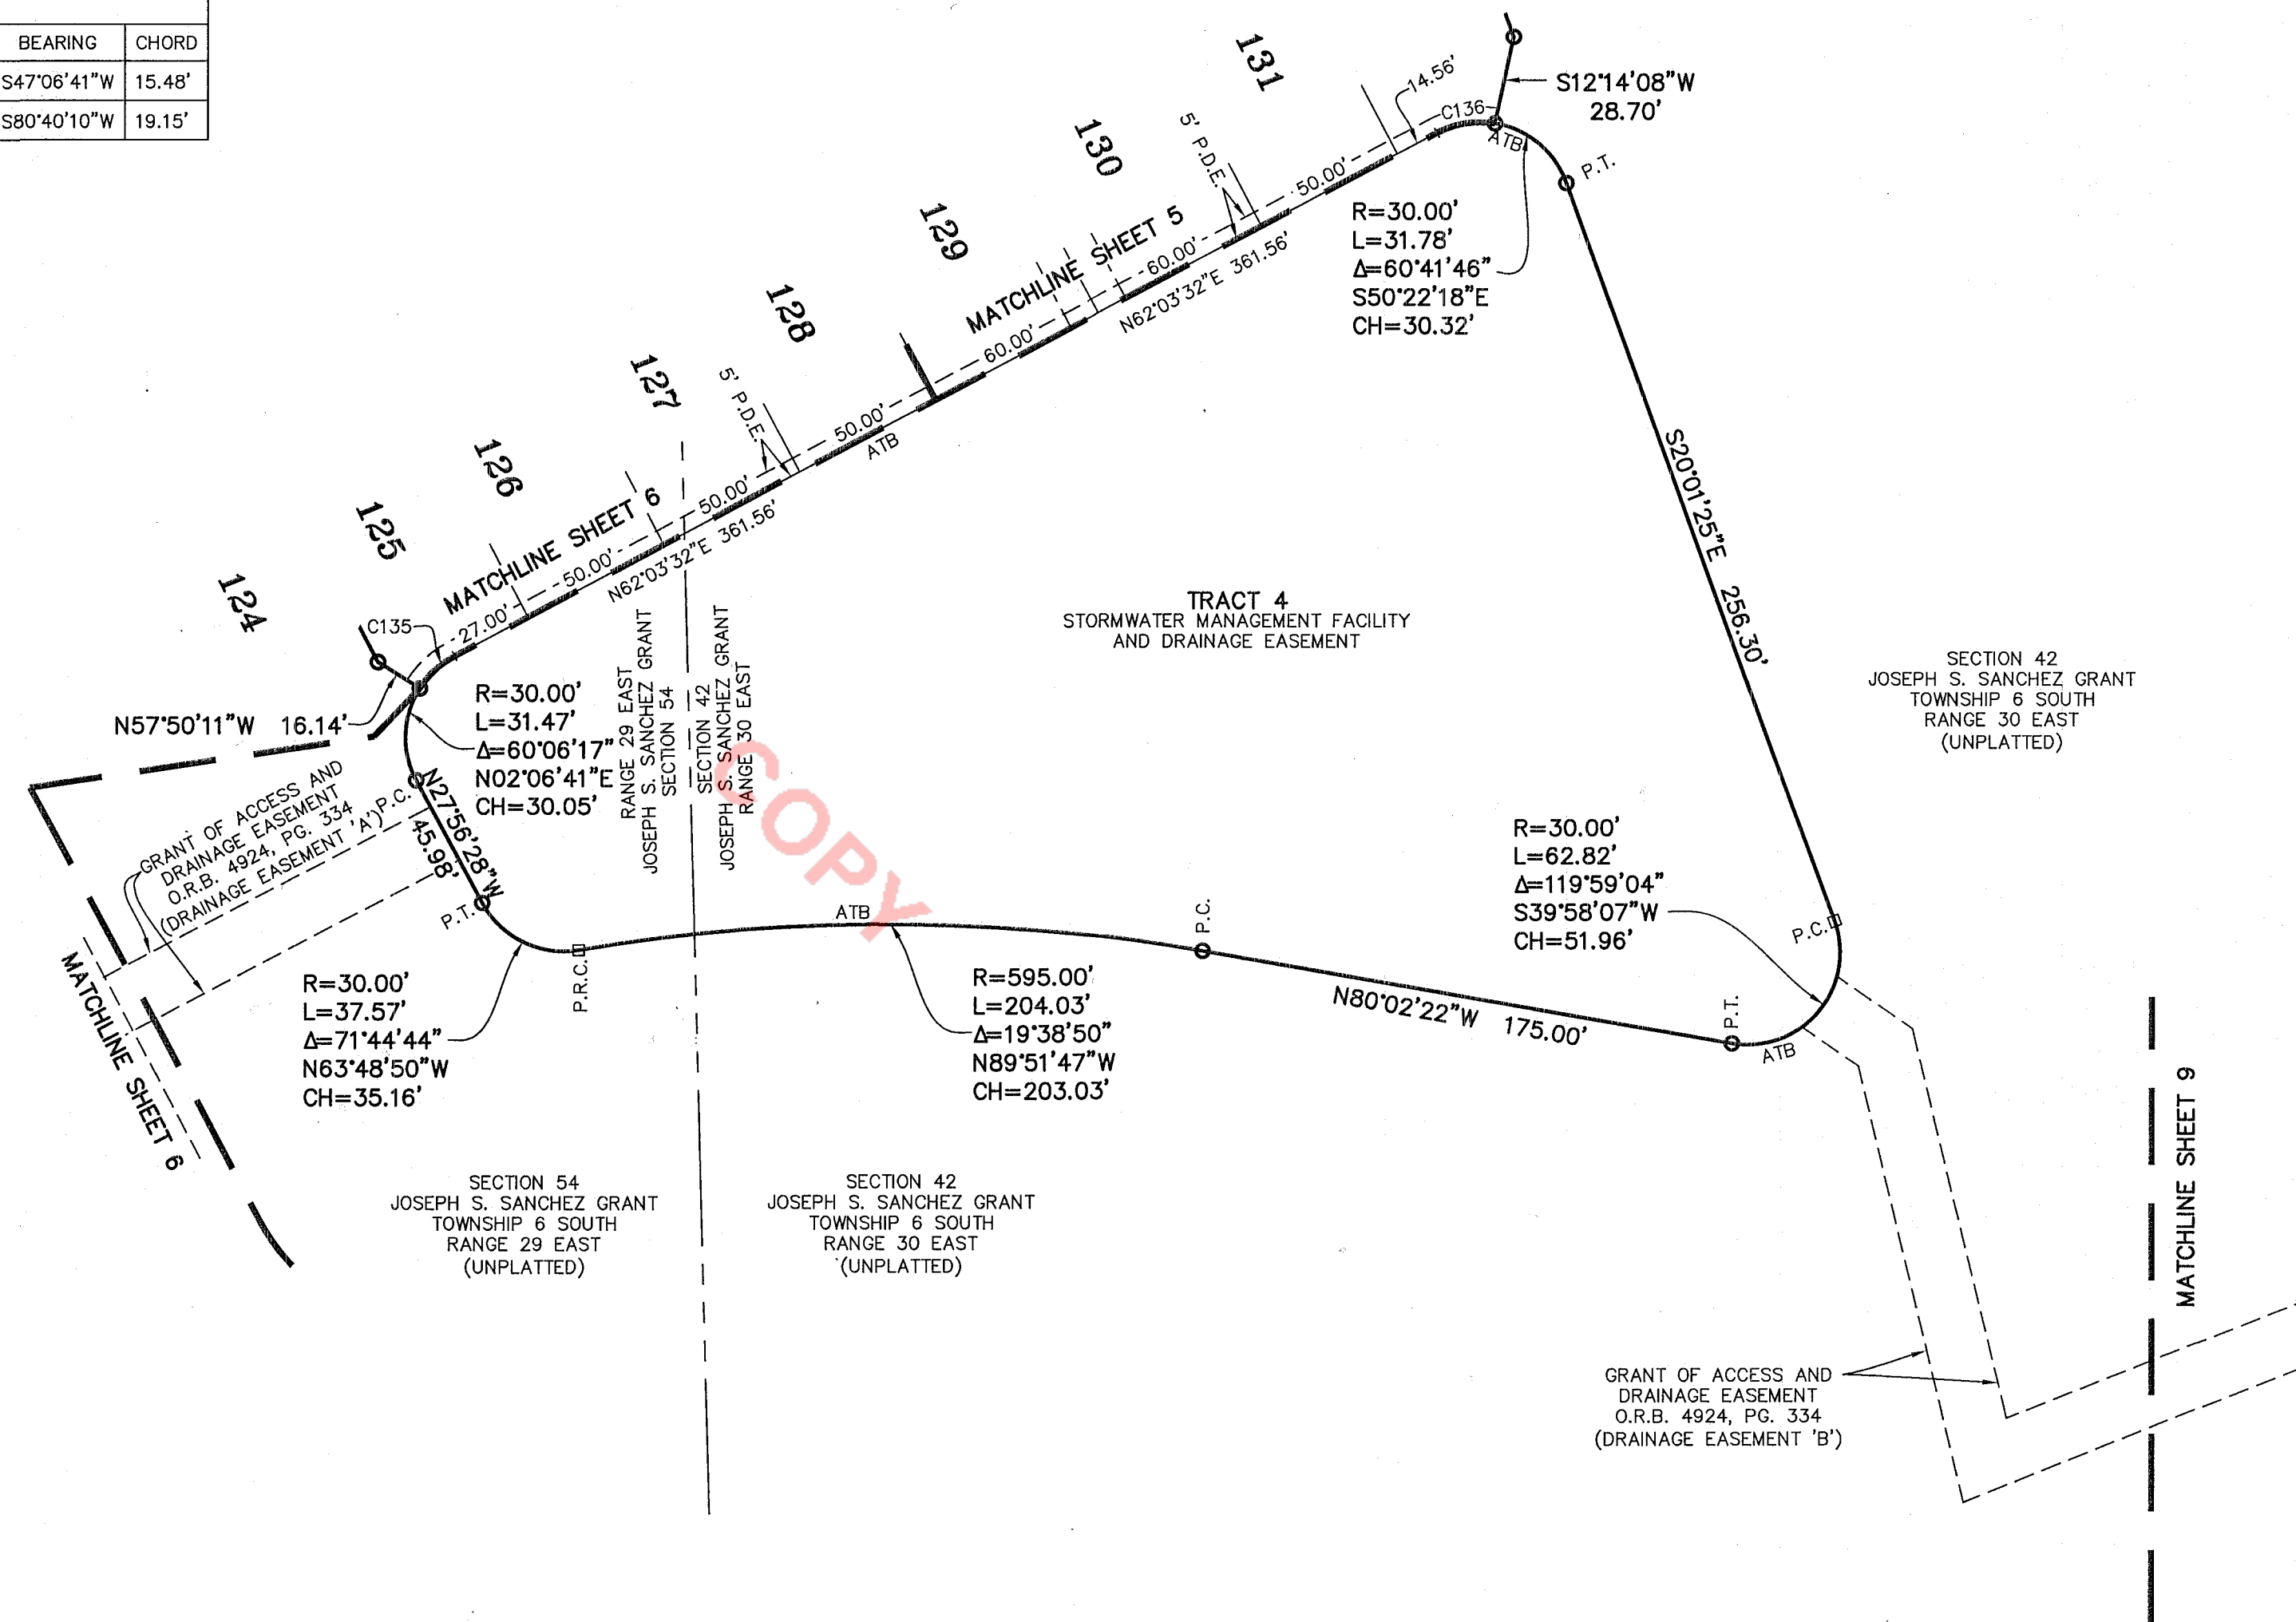 BEARING CHORD
S47°06'41"W 15.48'
S80°40'10"W 19.15'
131
14.56'
C136
S12°14'08"W
28.70'
ATB
P.T.
130
5' P.D.E.
50.00'
R=30.00'
L=31.78'
Δ=60°41'46"
S50°22'18"E
CH=30.32'
129
MATCHLINE SHEET 5
60.00'
N62°03'32"E 361.56'
128
60.00'
127
5' P.D.E.
50.00'
ATB
S20°01'25"E 256.30'
126
50.00'
MATCHLINE SHEET 6
50.00'
N62°03'32"E 361.56'
125
124
C135
27.00'
TRACT 4
STORMWATER MANAGEMENT FACILITY
AND DRAINAGE EASEMENT
SECTION 42
JOSEPH S. SANCHEZ GRANT
TOWNSHIP 6 SOUTH
RANGE 30 EAST
(UNPLATTED)
N57°50'11"W 16.14'
R=30.00'
L=31.47'
Δ=60°06'17"
N02°06'41"E
CH=30.05'
RANGE 29 EAST
JOSEPH S. SANCHEZ GRANT
SECTION 54
SECTION 42
JOSEPH S. SANCHEZ GRANT
RANGE 30 EAST
COPY
GRANT OF ACCESS AND
DRAINAGE EASEMENT
O.R.B. 4924, PG. 334
(DRAINAGE EASEMENT 'A')
P.C.
N27°56'28"W
45.98'
P.T.
P.R.C.
ATB
P.C.
R=30.00'
L=62.82'
Δ=119°59'04"
S39°58'07"W
CH=51.96'
P.C.
MATCHLINE SHEET 6
R=30.00'
L=37.57'
Δ=71°44'44"
N63°48'50"W
CH=35.16'
R=595.00'
L=204.03'
Δ=19°38'50"
N89°51'47"W
CH=203.03'
N80°02'22"W 175.00'
P.T.
ATB
MATCHLINE SHEET 9
SECTION 54
JOSEPH S. SANCHEZ GRANT
TOWNSHIP 6 SOUTH
RANGE 29 EAST
(UNPLATTED)
SECTION 42
JOSEPH S. SANCHEZ GRANT
TOWNSHIP 6 SOUTH
RANGE 30 EAST
(UNPLATTED)
GRANT OF ACCESS AND
DRAINAGE EASEMENT
O.R.B. 4924, PG. 334
(DRAINAGE EASEMENT 'B')